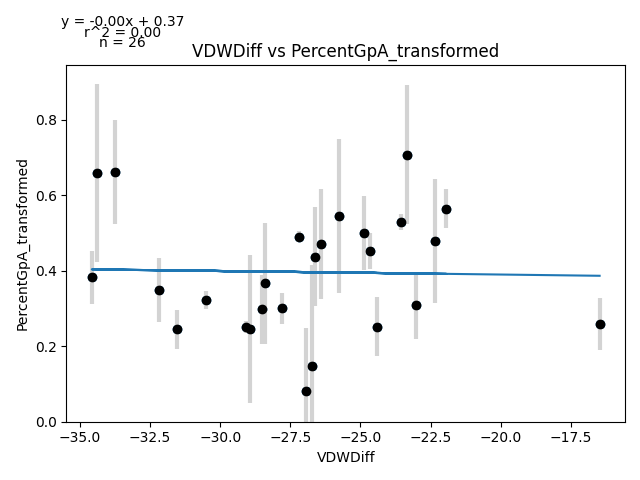 y = -0.00x + 0.37
r^2 = 0.00
n = 26
VDWDiff vs PercentGpA_transformed
PercentGpA_transformed
0.8
0.6
0.4
0.2
0.0
−35.0 −32.5 −30.0 −27.5 −25.0 −22.5 −20.0 −17.5
VDWDiff